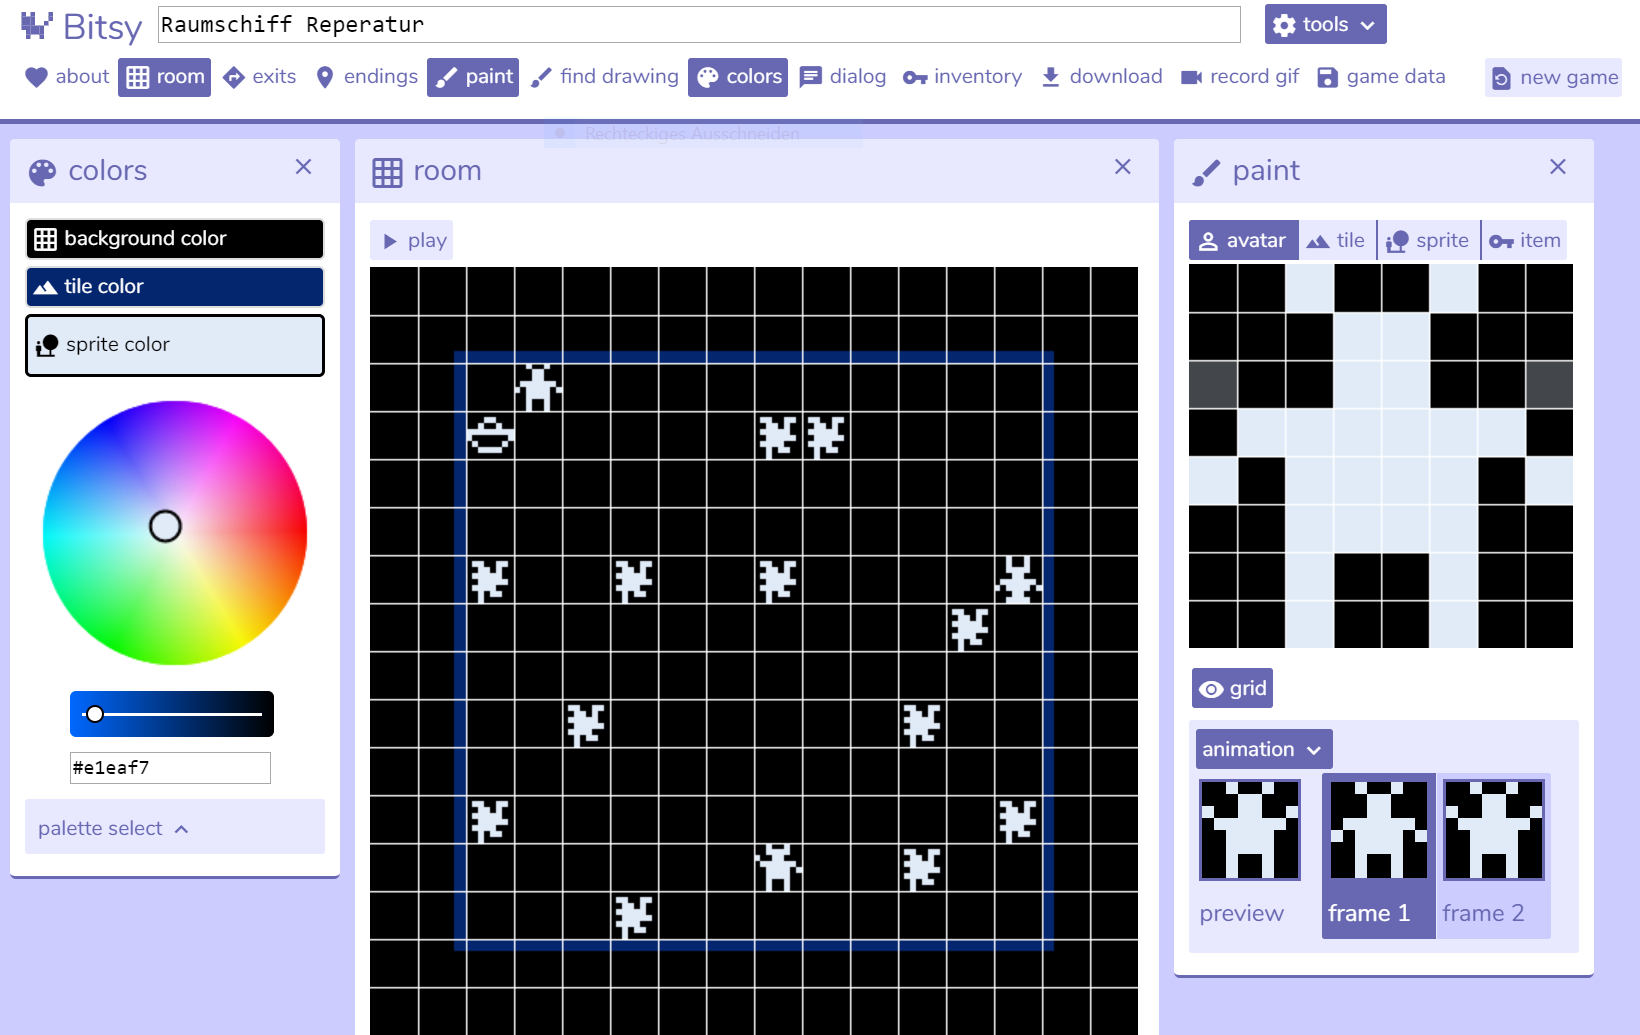 Bitsy
Raumschiff Reperatur
tools
about room exits endings paint find drawing colors dialog inventory download record gif game data new game
Rechteckiges Ausschneiden
colors
background color
tile color
sprite color
#e1eaf7
palette select
room
play
paint
avatar tile sprite item
grid
animation
preview frame 1 frame 2